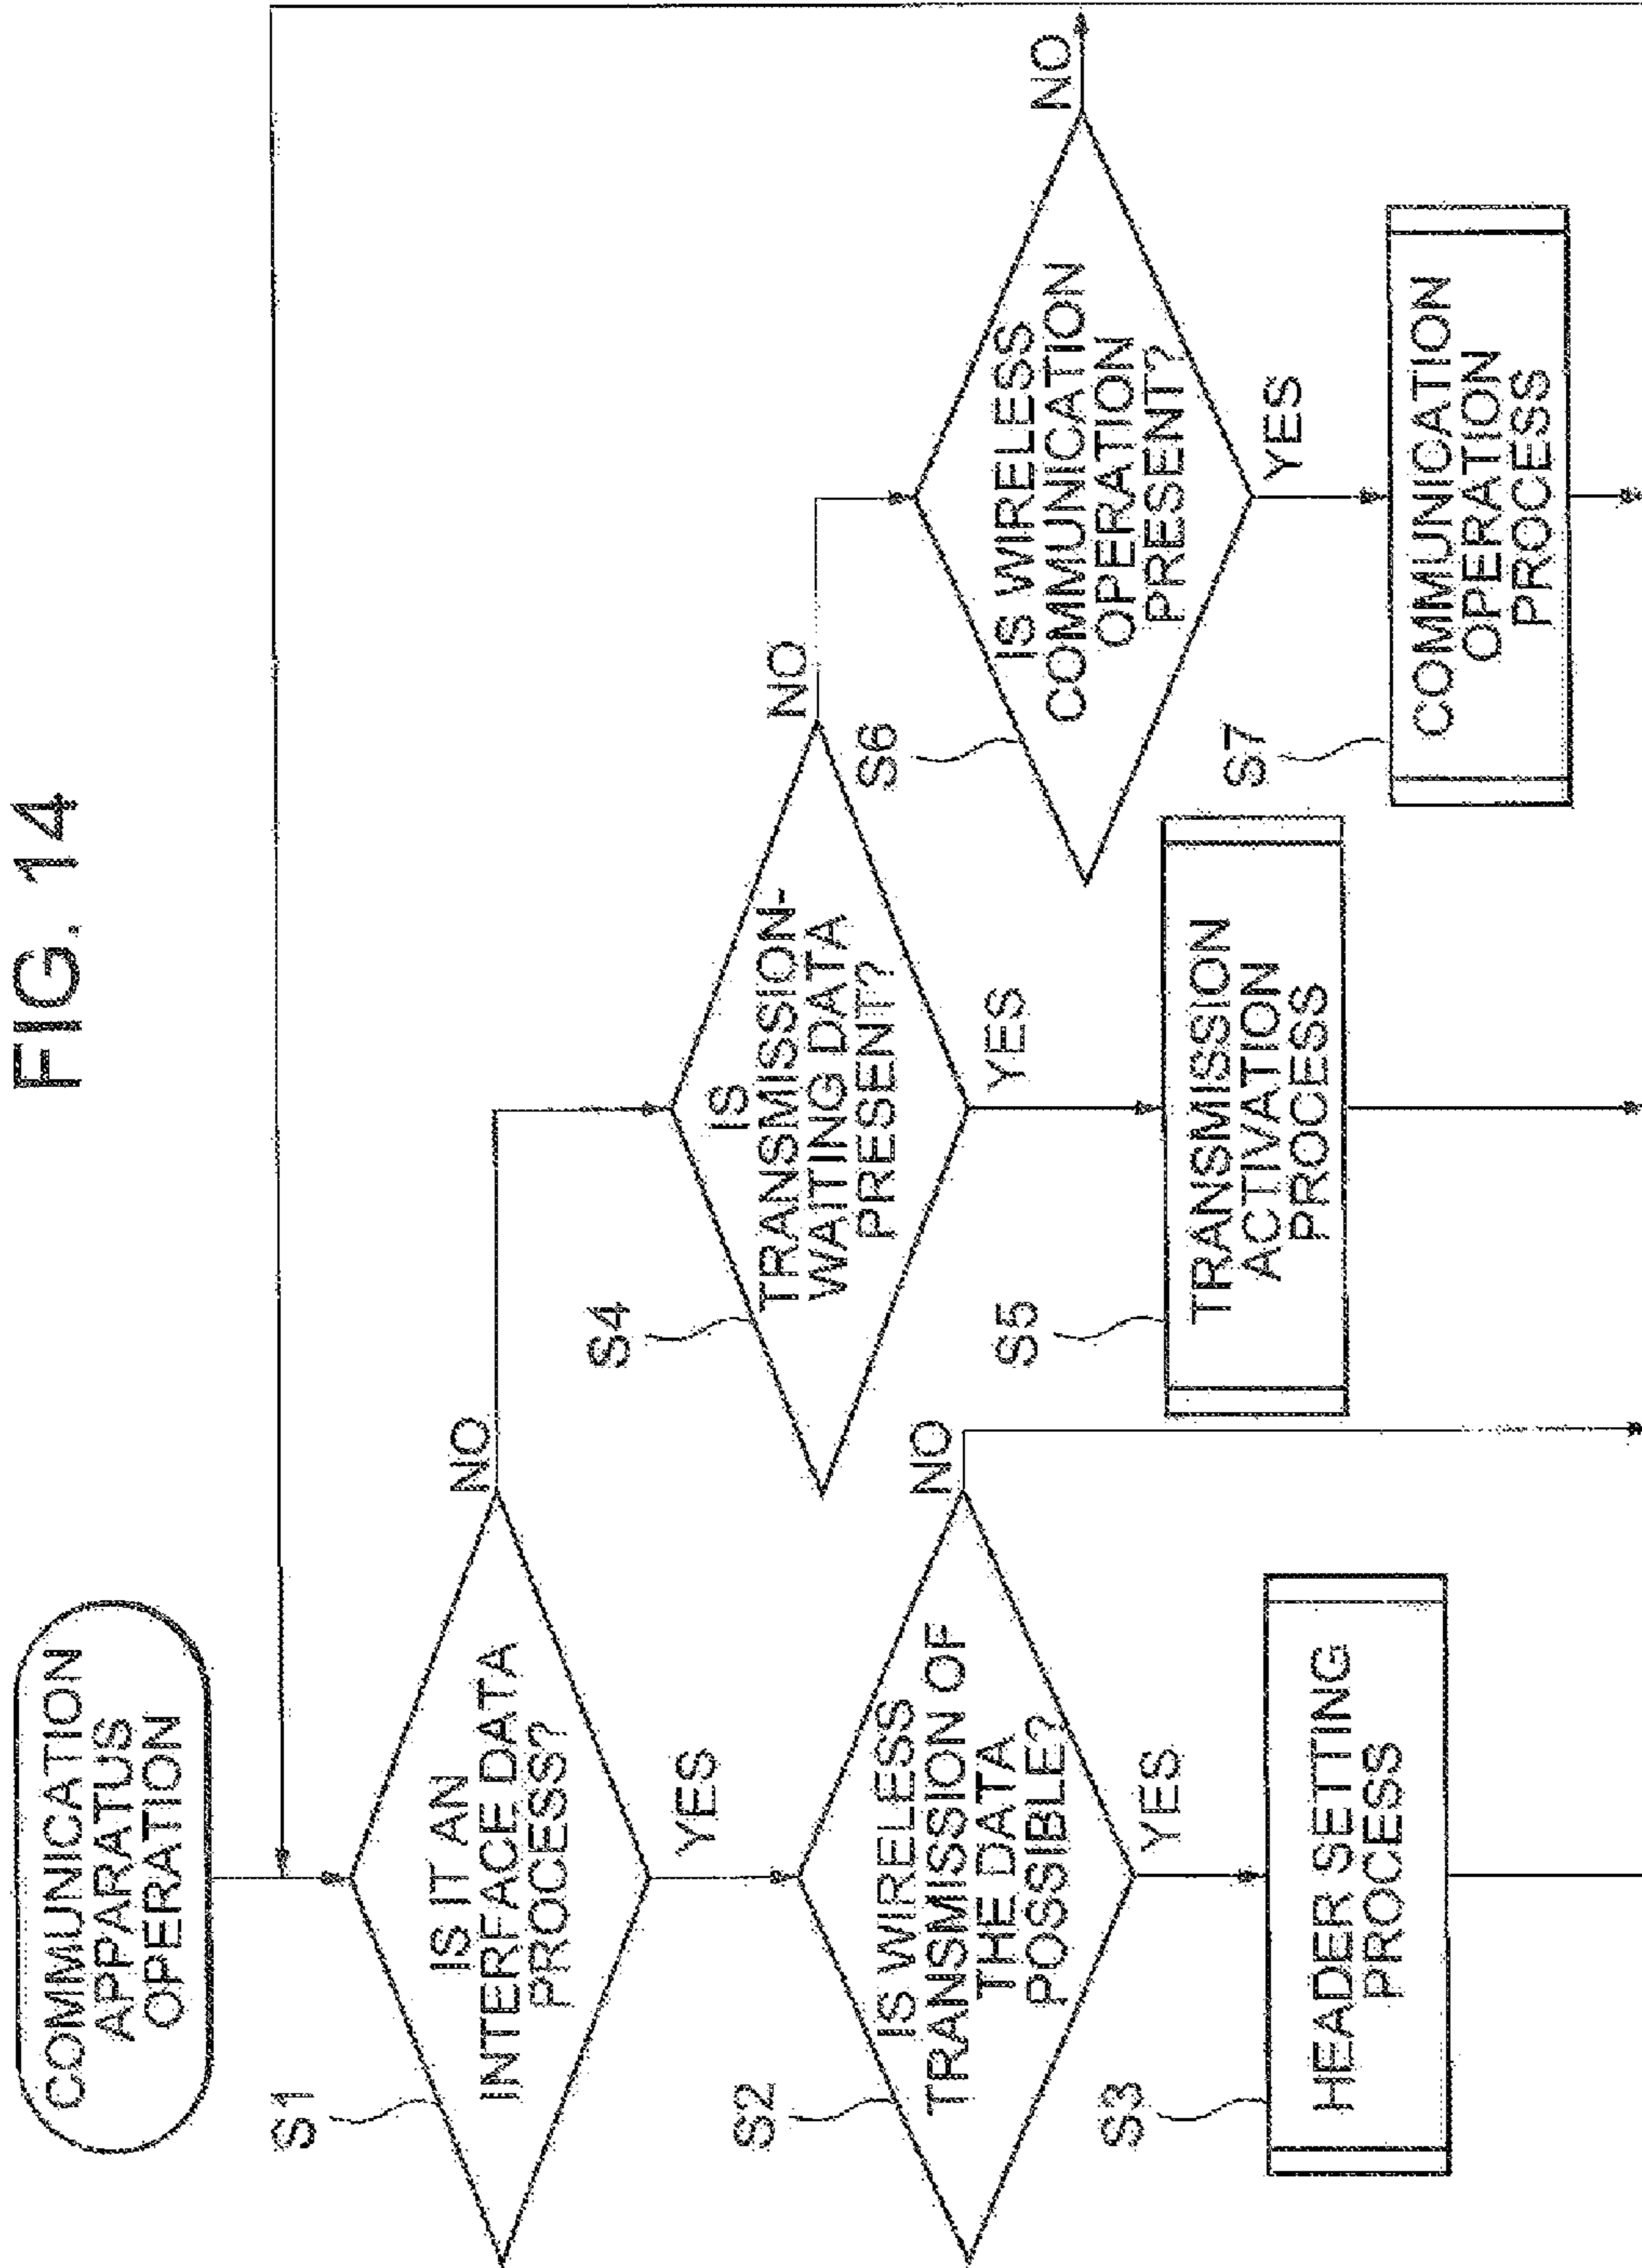 FIG. 14
COMMUNICATION
APPARATUS
OPERATION
S1
IS IT AN
INTERFACE DATA
PROCESS?
NO
YES
S2
IS WIRELESS
TRANSMISSION OF
THE DATA
POSSIBLE?
NO
YES
S3
HEADER SETTING
PROCESS
S4
IS
TRANSMISSION-
WAITING DATA
PRESENT?
NO
YES
S5
TRANSMISSION
ACTIVATION
PROCESS
S6
IS WIRELESS
COMMUNICATION
OPERATION
PRESENT?
NO
YES
S7
COMMUNICATION
OPERATION
PROCESS